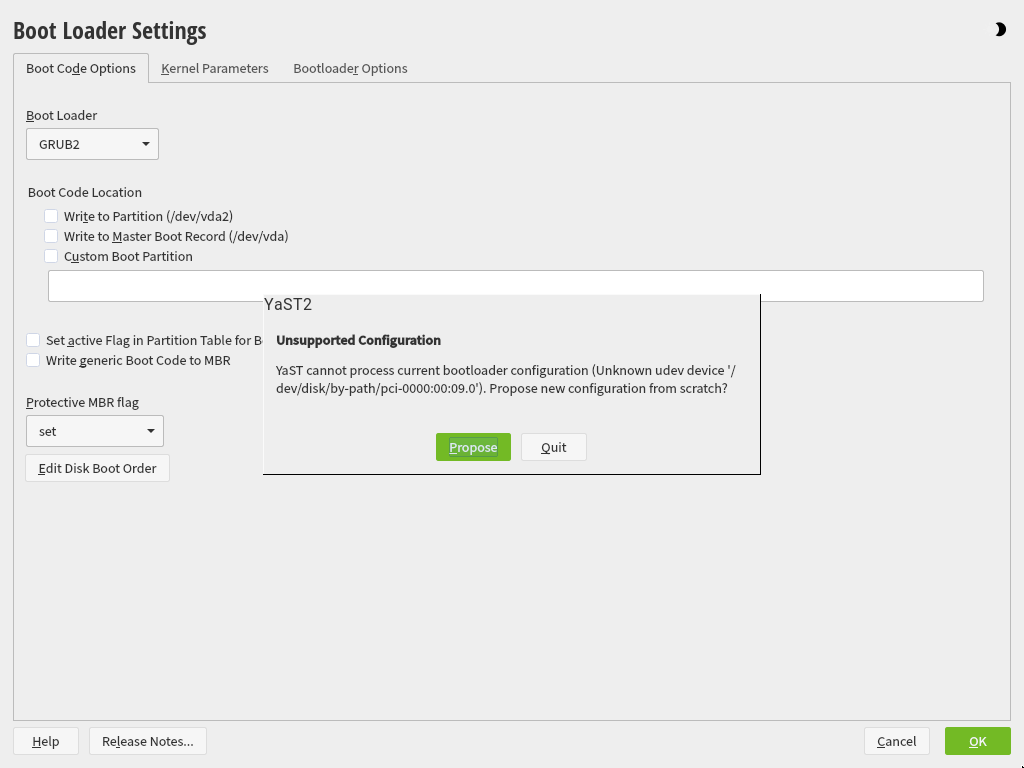 Boot Loader Settings
Boot Code Options Kernel Parameters Bootloader Options
Boot Loader
GRUB2
Boot Code Location
Write to Partition (/dev/vda2)
Write to Master Boot Record (/dev/vda)
Custom Boot Partition
YaST2
Set active Flag in Partition Table for B
Unsupported Configuration
Write generic Boot Code to MBR
YaST cannot process current bootloader configuration (Unknown udev device '/
dev/disk/by-path/pci-0000:00:09.0'). Propose new configuration from scratch?
Protective MBR flag
set
Propose Quit
Edit Disk Boot Order
Help Release Notes... Cancel OK